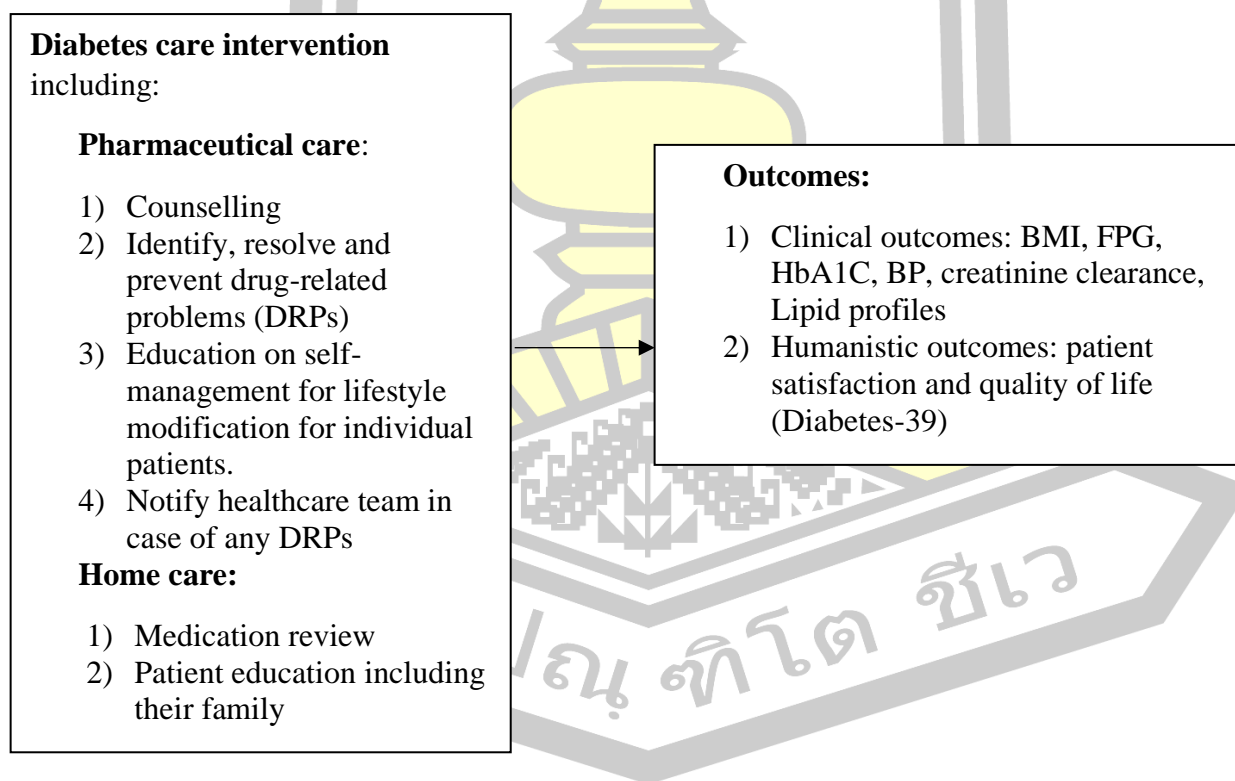 Diabetes care intervention
including:
Pharmaceutical care:
1) Counselling
2) Identify, resolve and
prevent drug-related
problems (DRPs)
3) Education on self-
management for lifestyle
modification for individual
patients.
4) Notify healthcare team in
case of any DRPs
Home care:
1) Medication review
2) Patient education including
their family
Outcomes:
1) Clinical outcomes: BMI, FPG,
HbA1C, BP, creatinine clearance,
Lipid profiles
2) Humanistic outcomes: patient
satisfaction and quality of life
(Diabetes-39)
ปณฺ ฑิโต ชีเว